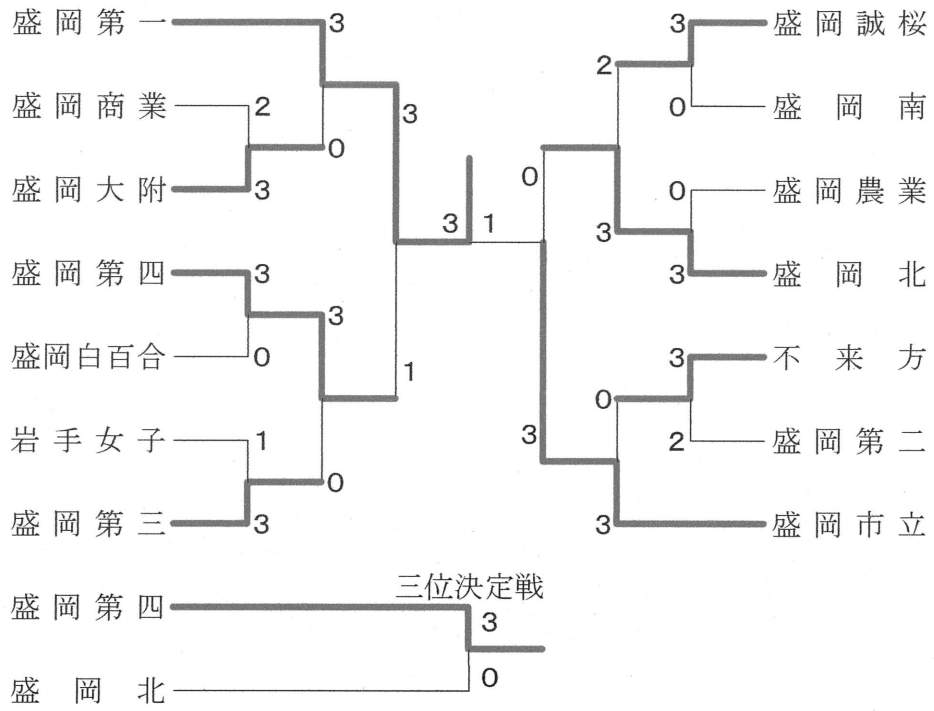 盛岡第一
3
盛岡商業
2
0
盛岡大附
3
3
盛岡第四
3
3
盛岡白百合
0
1
岩手女子
1
0
盛岡第三
3
3
1
3
盛岡誠桜
2
0
盛岡南
0
0
盛岡農業
3
3
盛岡北
3
不来方
0
2
盛岡第二
3
3
盛岡市立
三位決定戦
盛岡第四
3
盛岡北
0